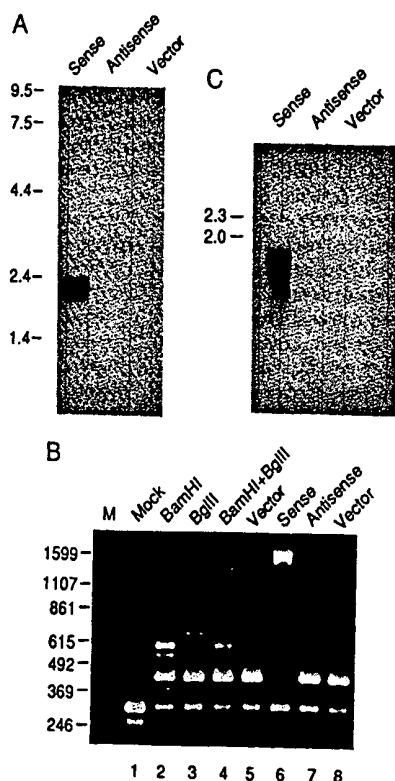 A
Sense Antisense Vector
9.5-
7.5-
4.4-
2.4-
1.4-
C
Sense Antisense Vector
2.3-
2.0-
B
M Mock BamHI BglII BamHI+BglII Vector Sense Antisense Vector
1599
1107
861
615
492
369
246
1 2 3 4 5 6 7 8